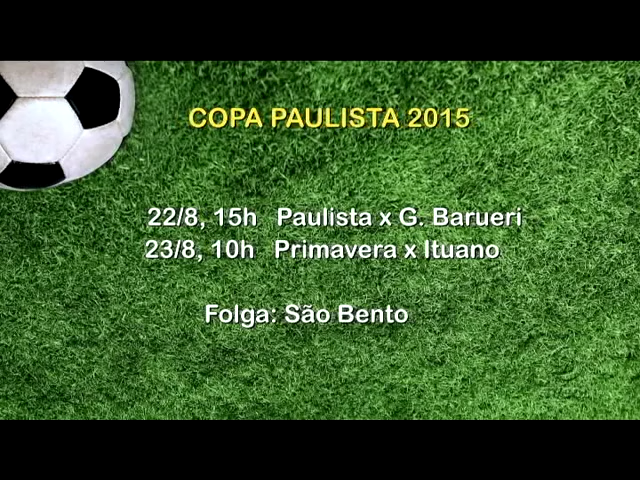 COPA PAULISTA 2015
22/8, 15h Paulista x G. Barueri
23/8, 10h Primavera x Ituano
Folga: São Bento